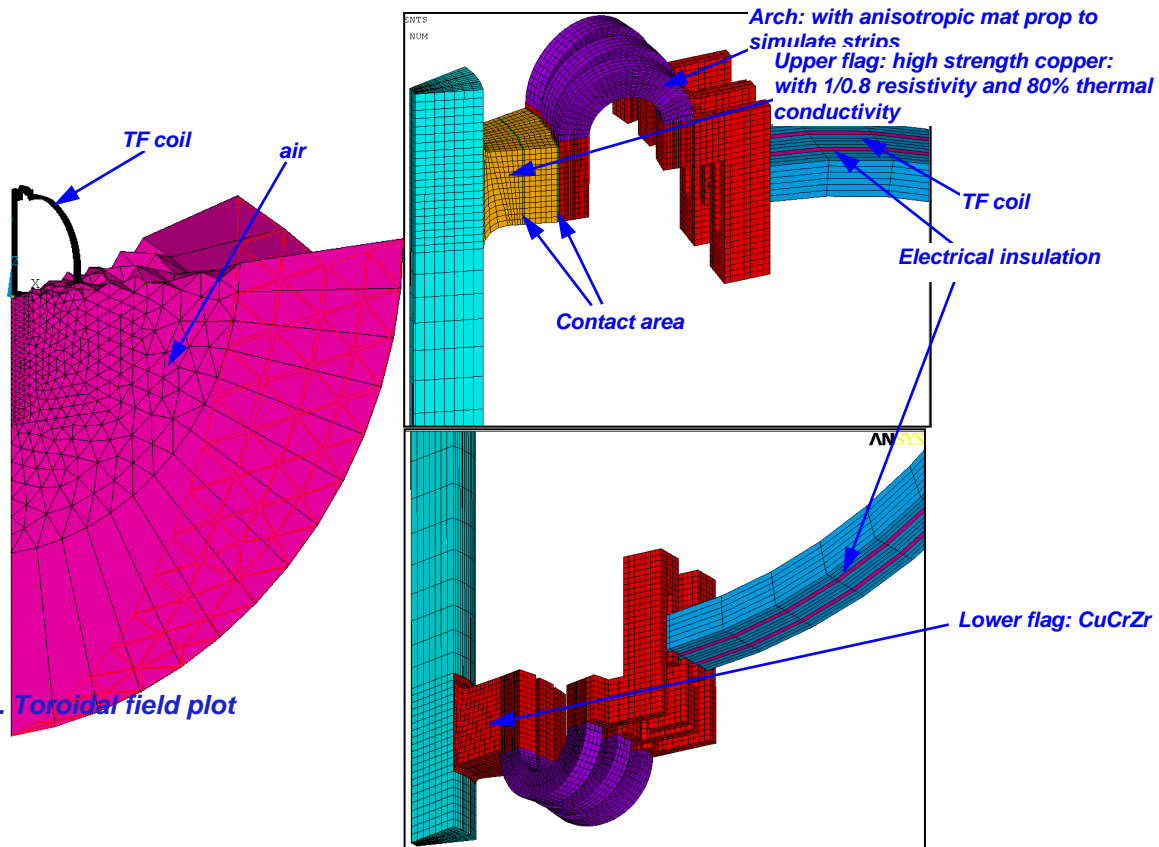 ENTS
NUM
Arch: with anisotropic mat prop to
simulate strips
Upper flag: high strength copper:
with 1/0.8 resistivity and 80% thermal
conductivity
TF coil
air
Z
X
TF coil
Electrical insulation
Contact area
ANSYS
Lower flag: CuCrZr
. Toroidal field plot